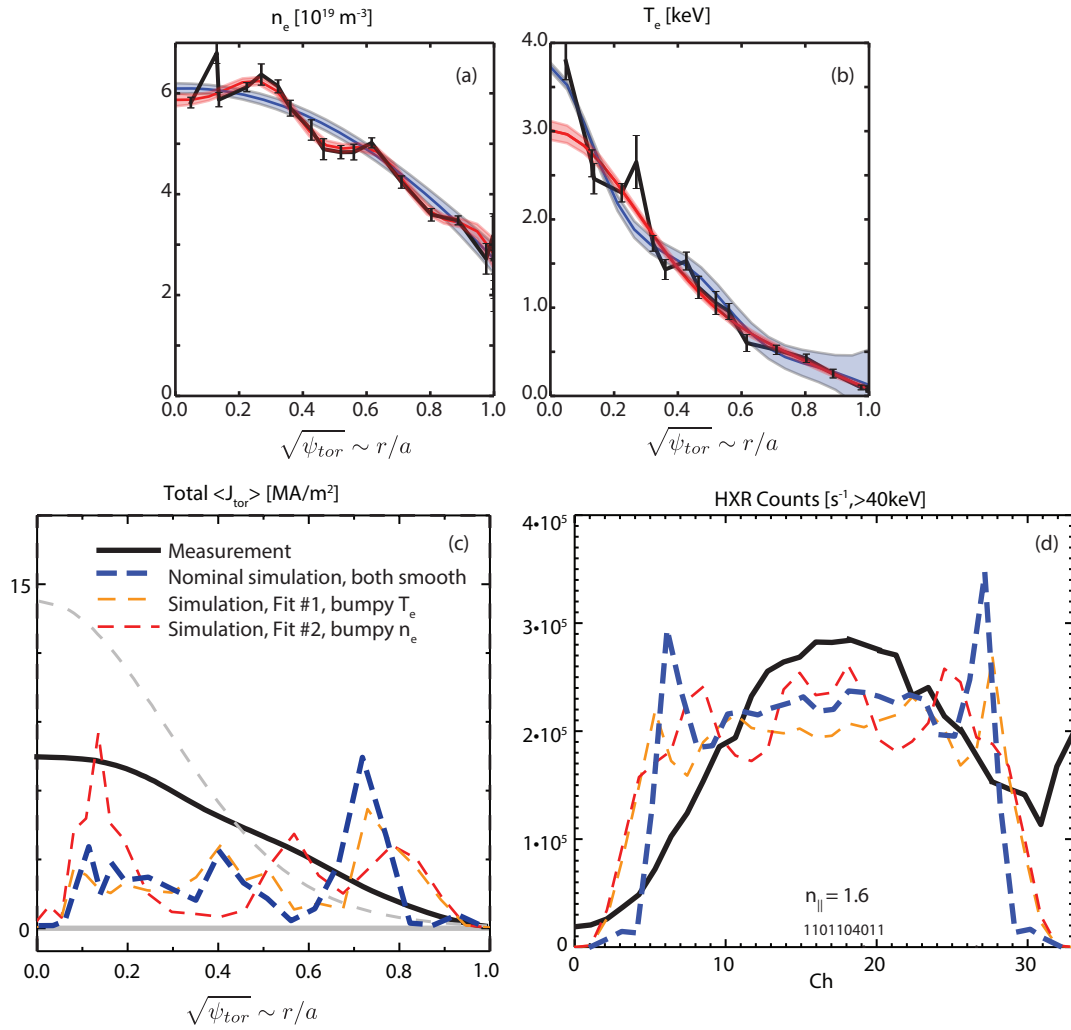 n_e [10^19 m^-3]
(a)
6
4
2
0
0.0 0.2 0.4 0.6 0.8 1.0
√ψ_tor ~ r/a
T_e [keV]
(b)
4.0
3.0
2.0
1.0
0.0
0.0 0.2 0.4 0.6 0.8 1.0
√ψ_tor ~ r/a
Total <J_tor> [MA/m²]
(c)
Measurement
Nominal simulation, both smooth
Simulation, Fit #1, bumpy T_e
Simulation, Fit #2, bumpy n_e
15
0
0.0 0.2 0.4 0.6 0.8 1.0
√ψ_tor ~ r/a
HXR Counts [s^-1,>40keV]
(d)
4•10^5
3•10^5
2•10^5
1•10^5
0
n_|| = 1.6
1101104011
0 10 20 30
Ch